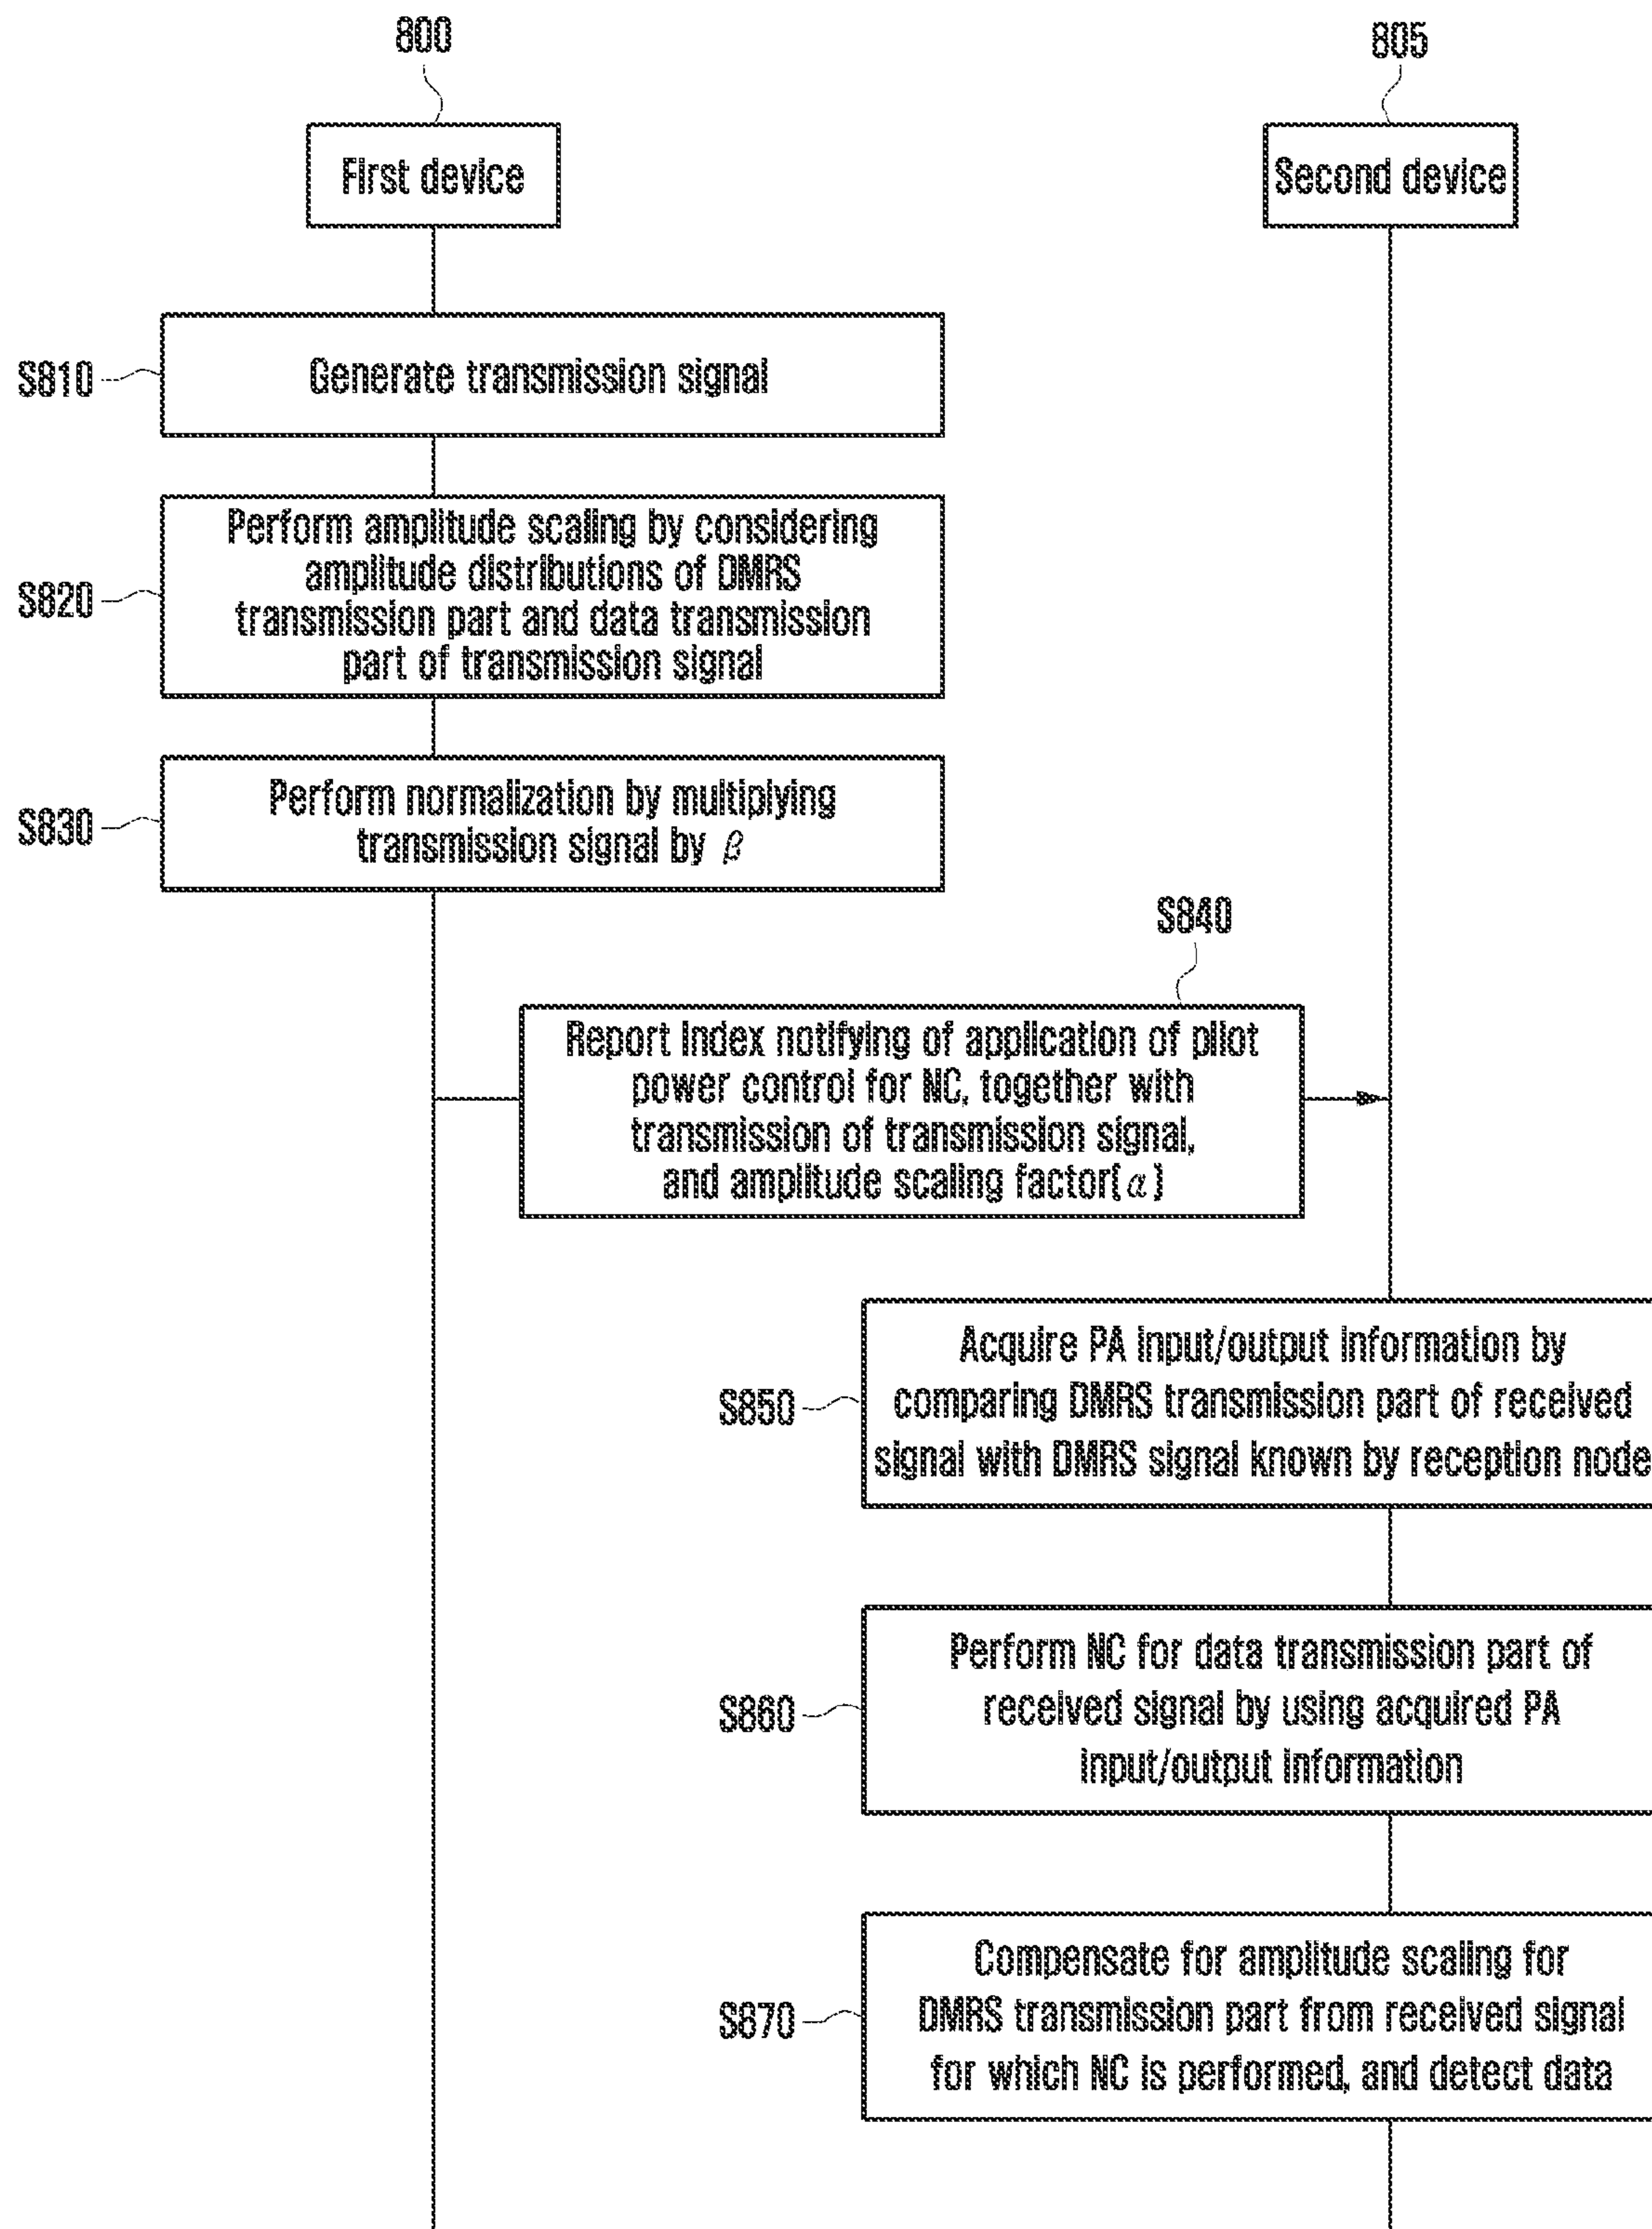 800
805
First device
Second device
S810
Generate transmission signal
S820
Perform amplitude scaling by considering
amplitude distributions of DMRS
transmission part and data transmission
part of transmission signal
S830
Perform normalization by multiplying
transmission signal by β
S840
Report index notifying of application of pilot
power control for NC, together with
transmission of transmission signal,
and amplitude scaling factor(α)
S850
Acquire PA input/output information by
comparing DMRS transmission part of received
signal with DMRS signal known by reception node
S860
Perform NC for data transmission part of
received signal by using acquired PA
input/output information
S870
Compensate for amplitude scaling for
DMRS transmission part from received signal
for which NC is performed, and detect data